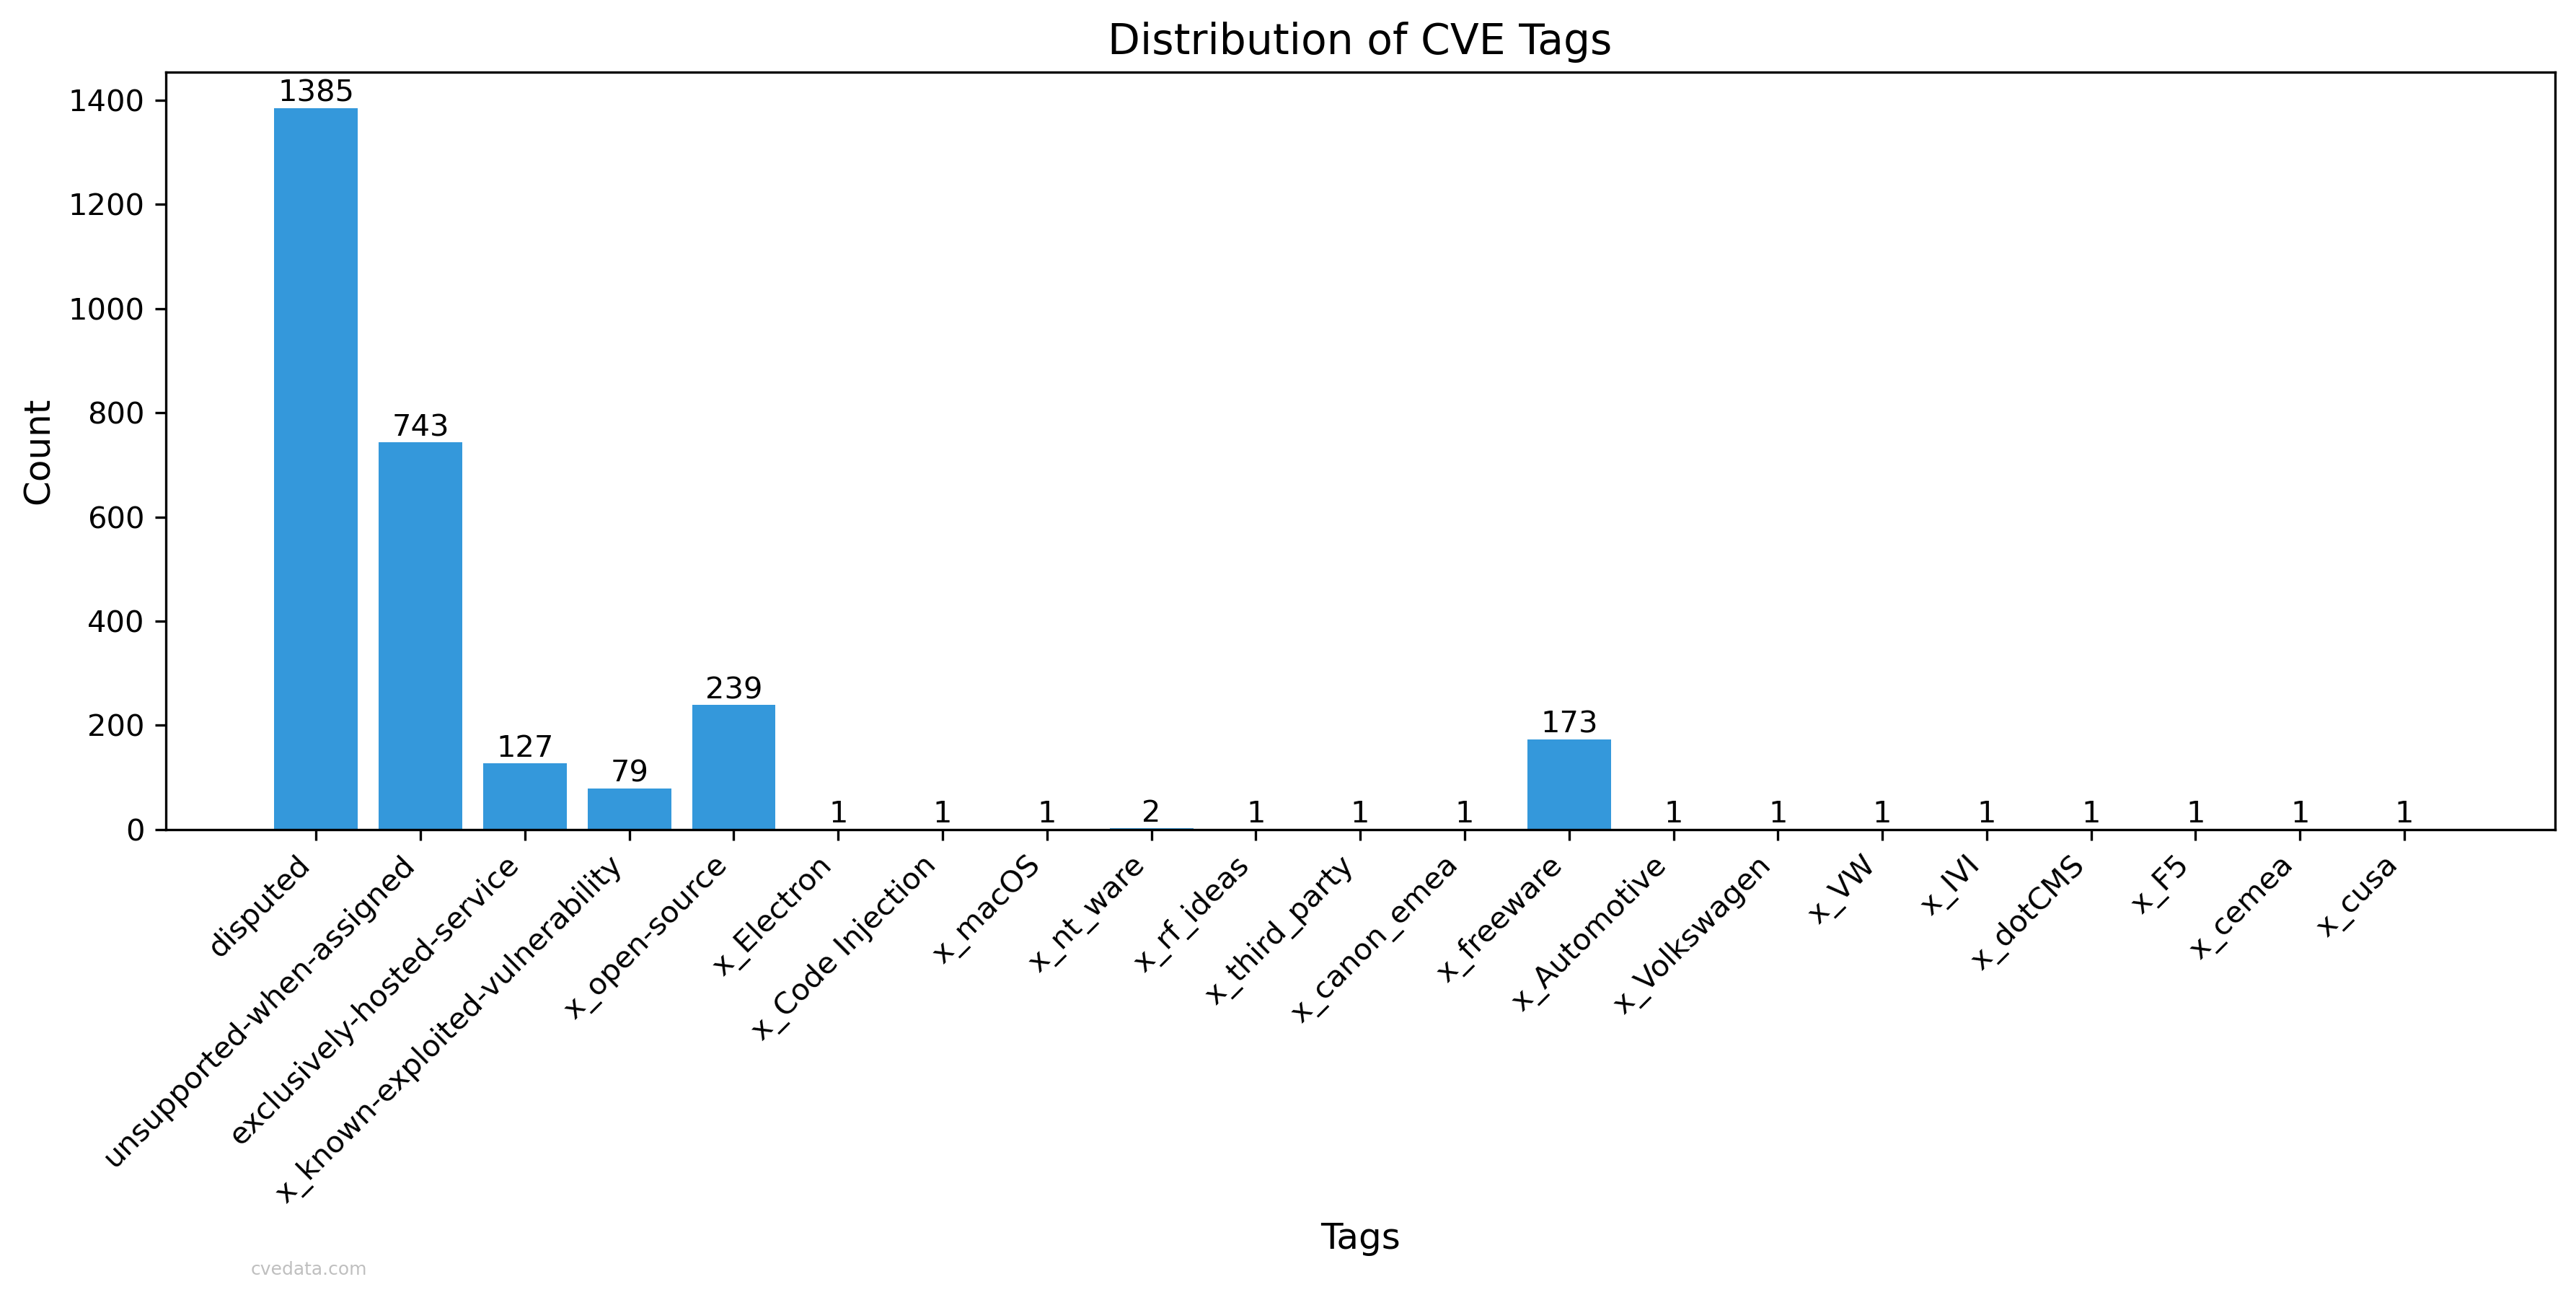 Distribution of CVE Tags
Count
1400
1200
1000
800
600
400
200
0
1385
743
127
79
239
1
1
1
2
1
1
1
173
1
1
1
1
1
1
1
1
disputed
unsupported-when-assigned
exclusively-hosted-service
x_known-exploited-vulnerability
x_open-source
x_Electron
x_Code Injection
x_macOS
x_nt_ware
x_rf_ideas
x_third_party
x_canon_emea
x_freeware
x_Automotive
x_Volkswagen
x_VW
x_IVI
x_dotCMS
x_F5
x_cemea
x_cusa
Tags
cvedata.com